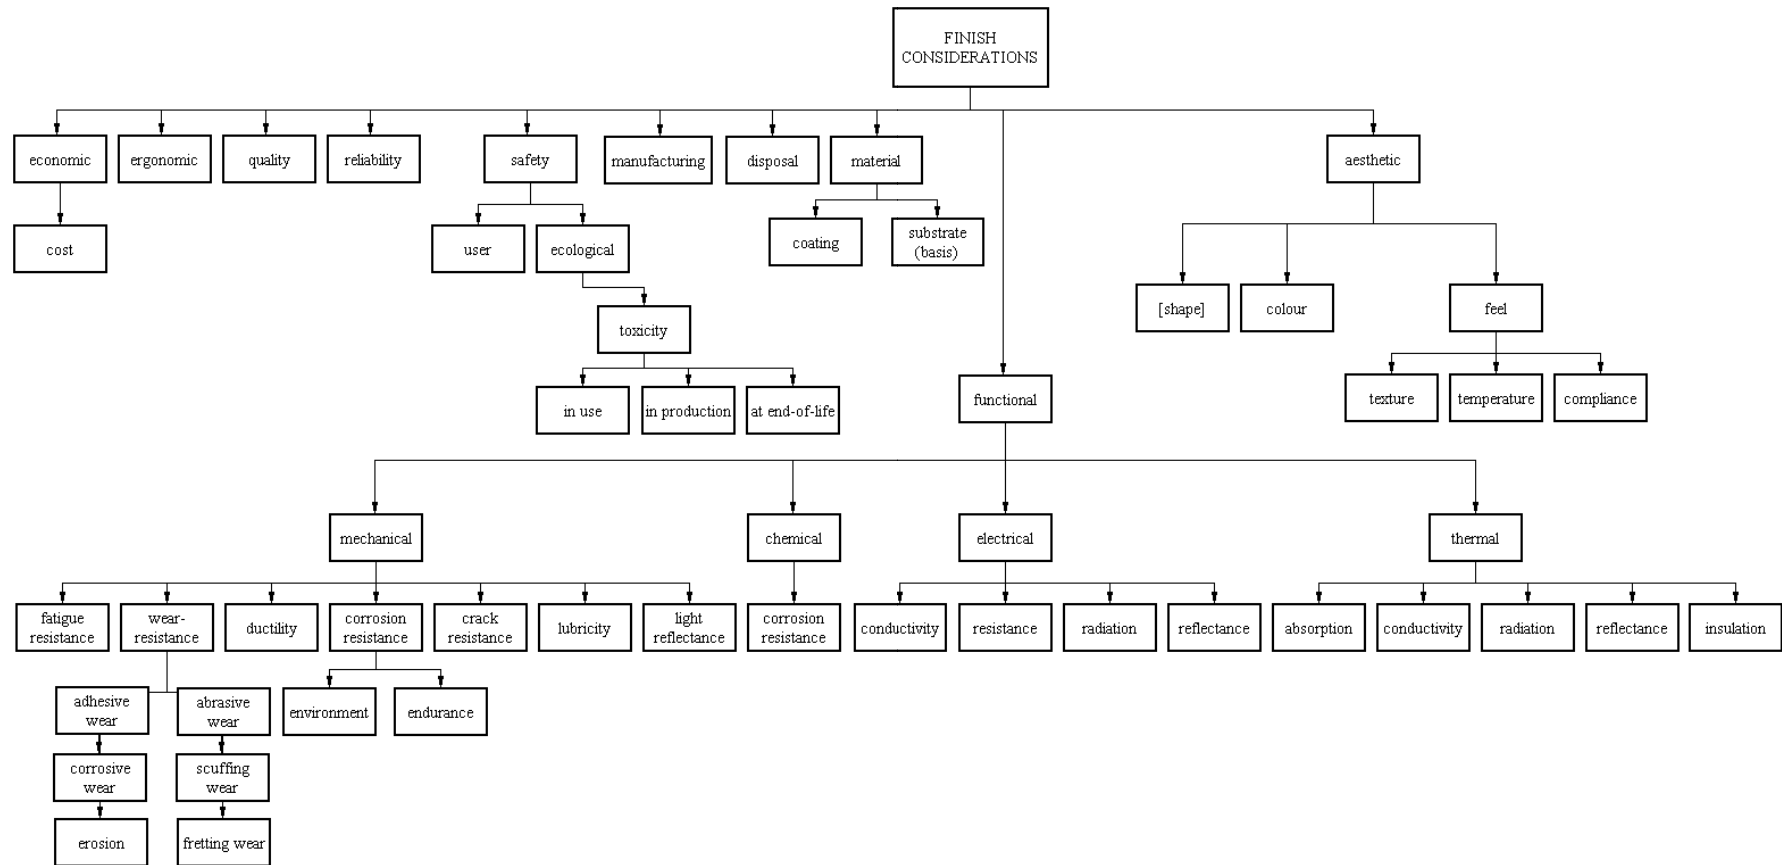 FINISH
CONSIDERATIONS
economic
ergonomic
quality
reliability
safety
manufacturing
disposal
material
aesthetic
cost
user
ecological
coating
substrate
(basis)
[shape]
colour
feel
toxicity
in use
in production
at end-of-life
functional
texture
temperature
compliance
mechanical
chemical
electrical
thermal
fatigue
resistance
wear-
resistance
ductility
corrosion
resistance
crack
resistance
lubricity
light
reflectance
corrosion
resistance
conductivity
resistance
radiation
reflectance
absorption
conductivity
radiation
reflectance
insulation
adhesive
wear
abrasive
wear
environment
endurance
corrosive
wear
scuffing
wear
erosion
fretting wear